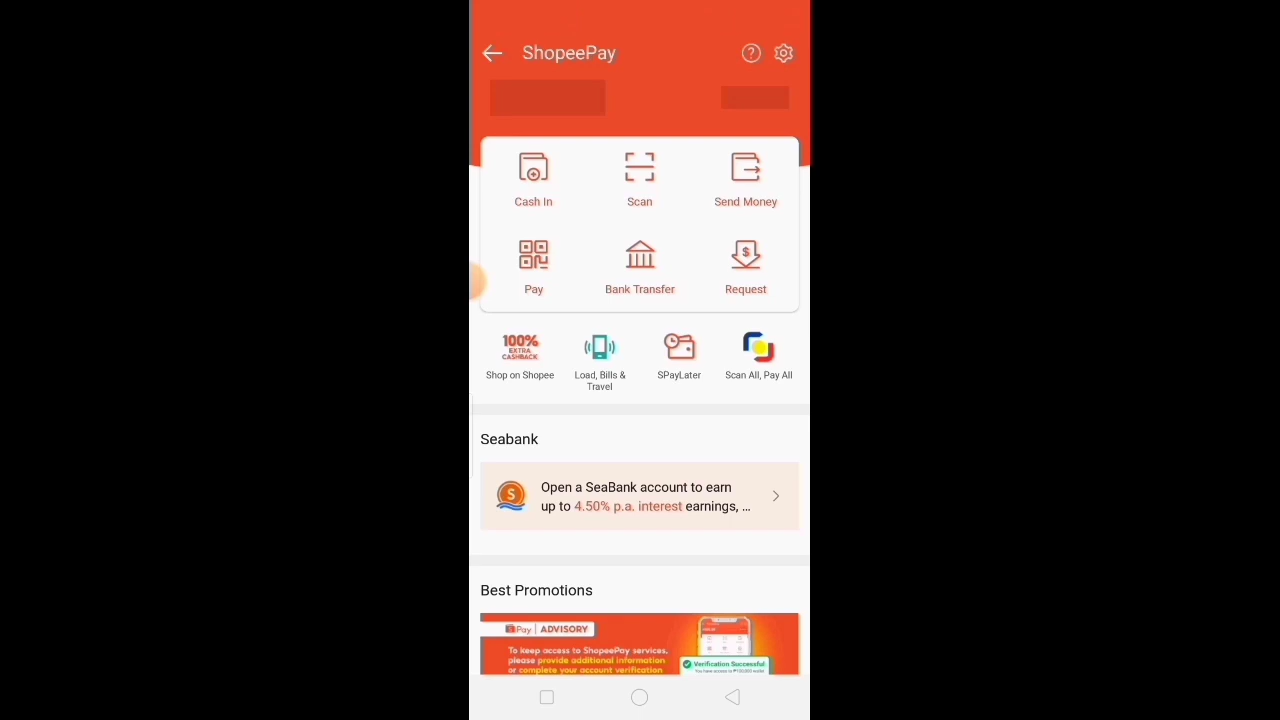 ShopeePay
Cash In
Scan
Send Money
Pay
Bank Transfer
Request
100%
EXTRA
CASHBACK
Shop on Shopee
Load, Bills &
Travel
SPayLater
Scan All, Pay All
Seabank
Open a SeaBank account to earn
up to 4.50% p.a. interest earnings, ...
Best Promotions
Pay | ADVISORY
To keep access to ShopeePay services,
please provide additional information
or complete your account verification
Verification Successful